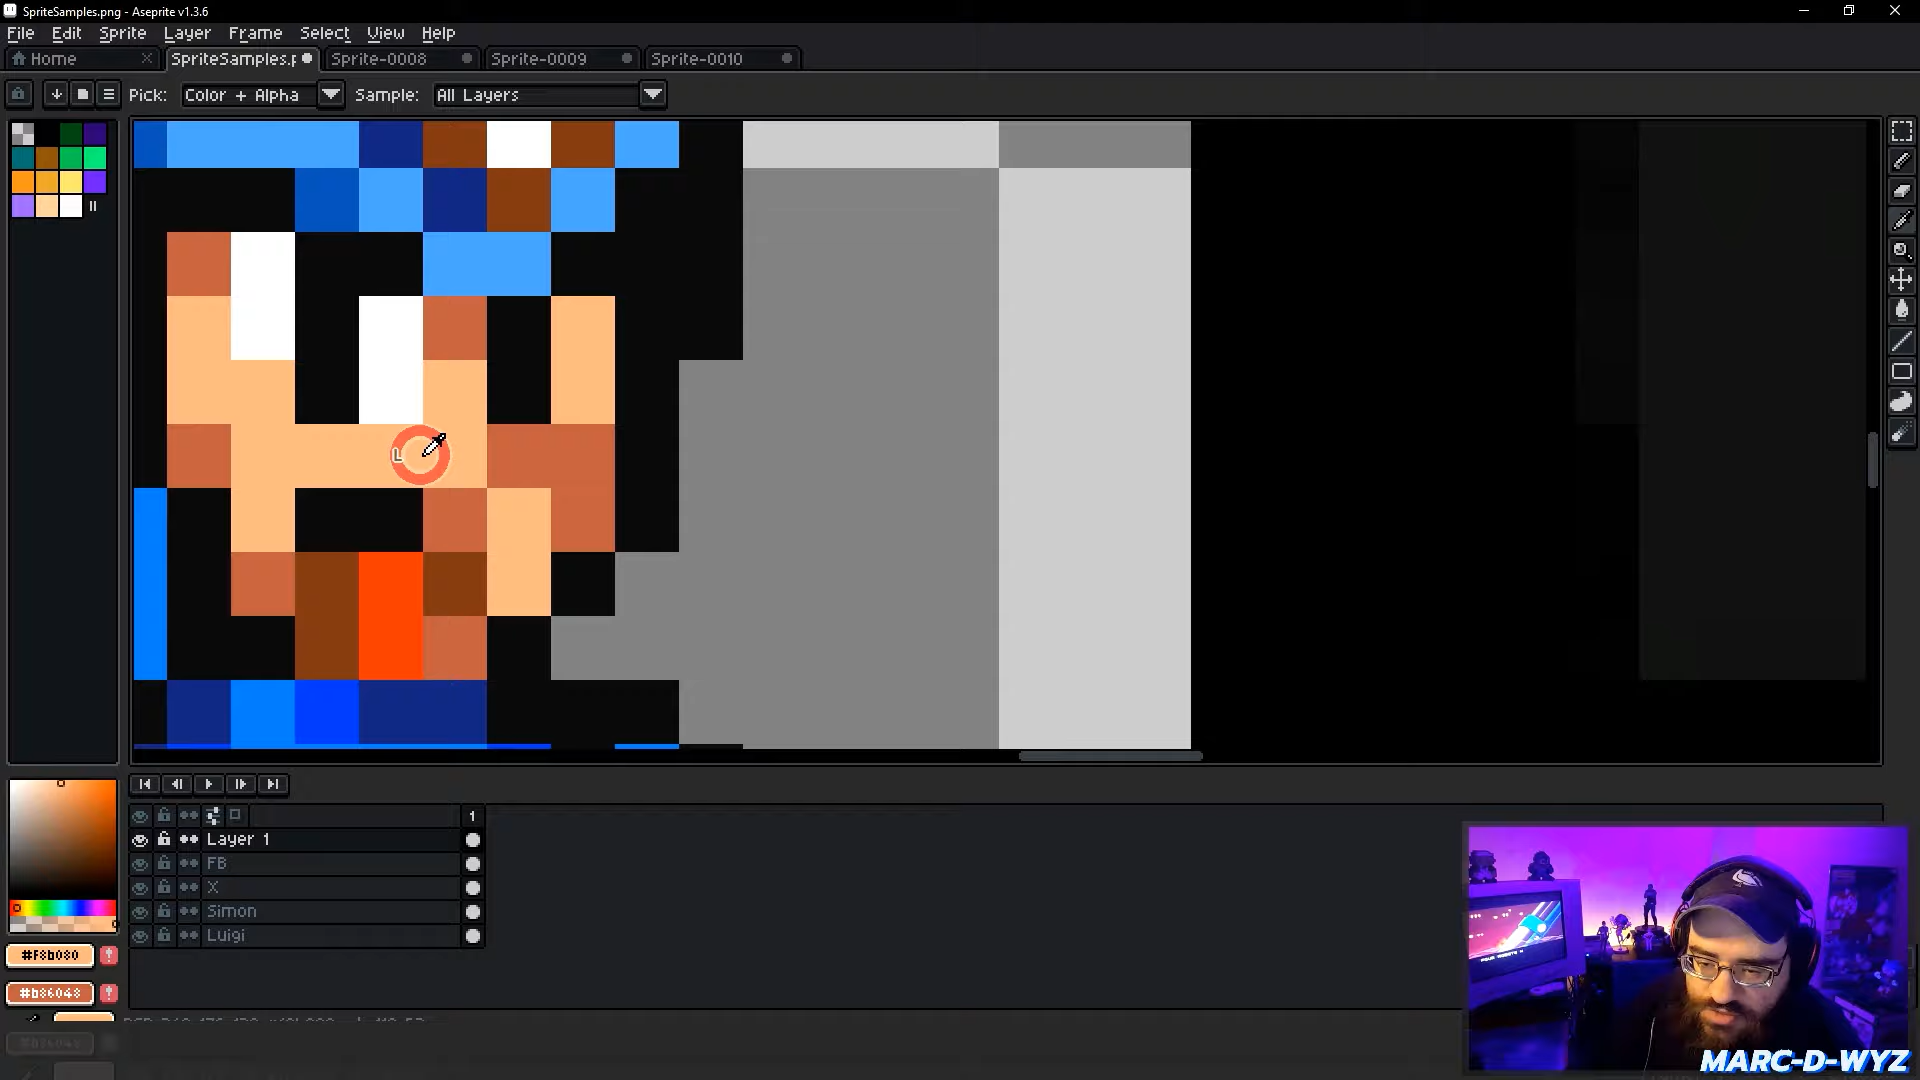 SpriteSamples.png - Aseprite v1.3.6
File Edit Sprite Layer Frame Select View Help
Home SpriteSamples.p Sprite-0008 Sprite-0009 Sprite-0010
Pick: Color + Alpha Sample: All Layers
L
1
Layer 1
FB
X
Simon
Luigi
#f8b080
#b86048
MARC-D-WYZ